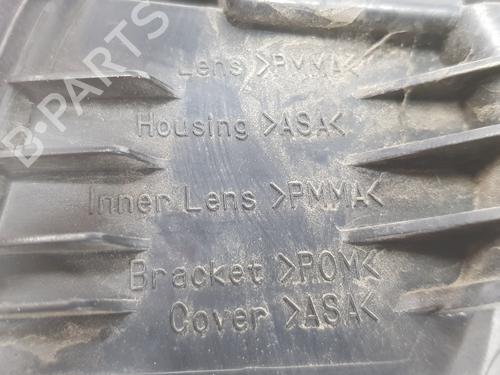 B-PARTS
Lens >PMMA<
Housing >ASA<
Inner Lens >PMMA<
Bracket >POM<
Cover >ASA<